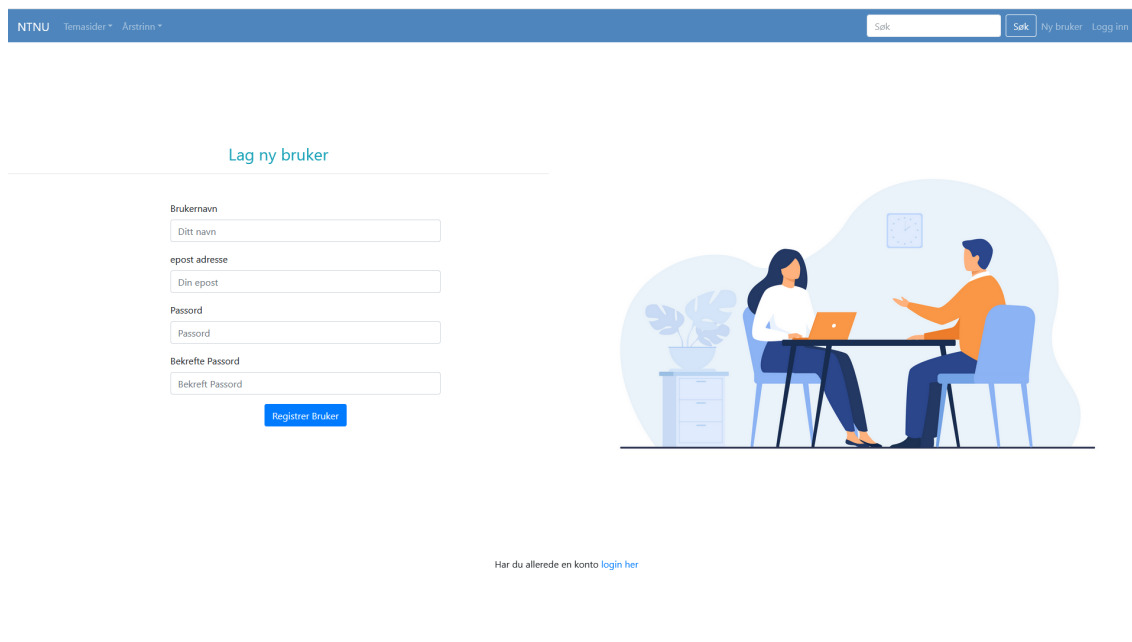 NTNU Temasider Årstrinn Søk Søk Ny bruker Logg inn
Lag ny bruker
Brukernavn
Ditt navn
epost adresse
Din epost
Passord
Passord
Bekrefte Passord
Bekreft Passord
Registrer Bruker
Har du allerede en konto login her